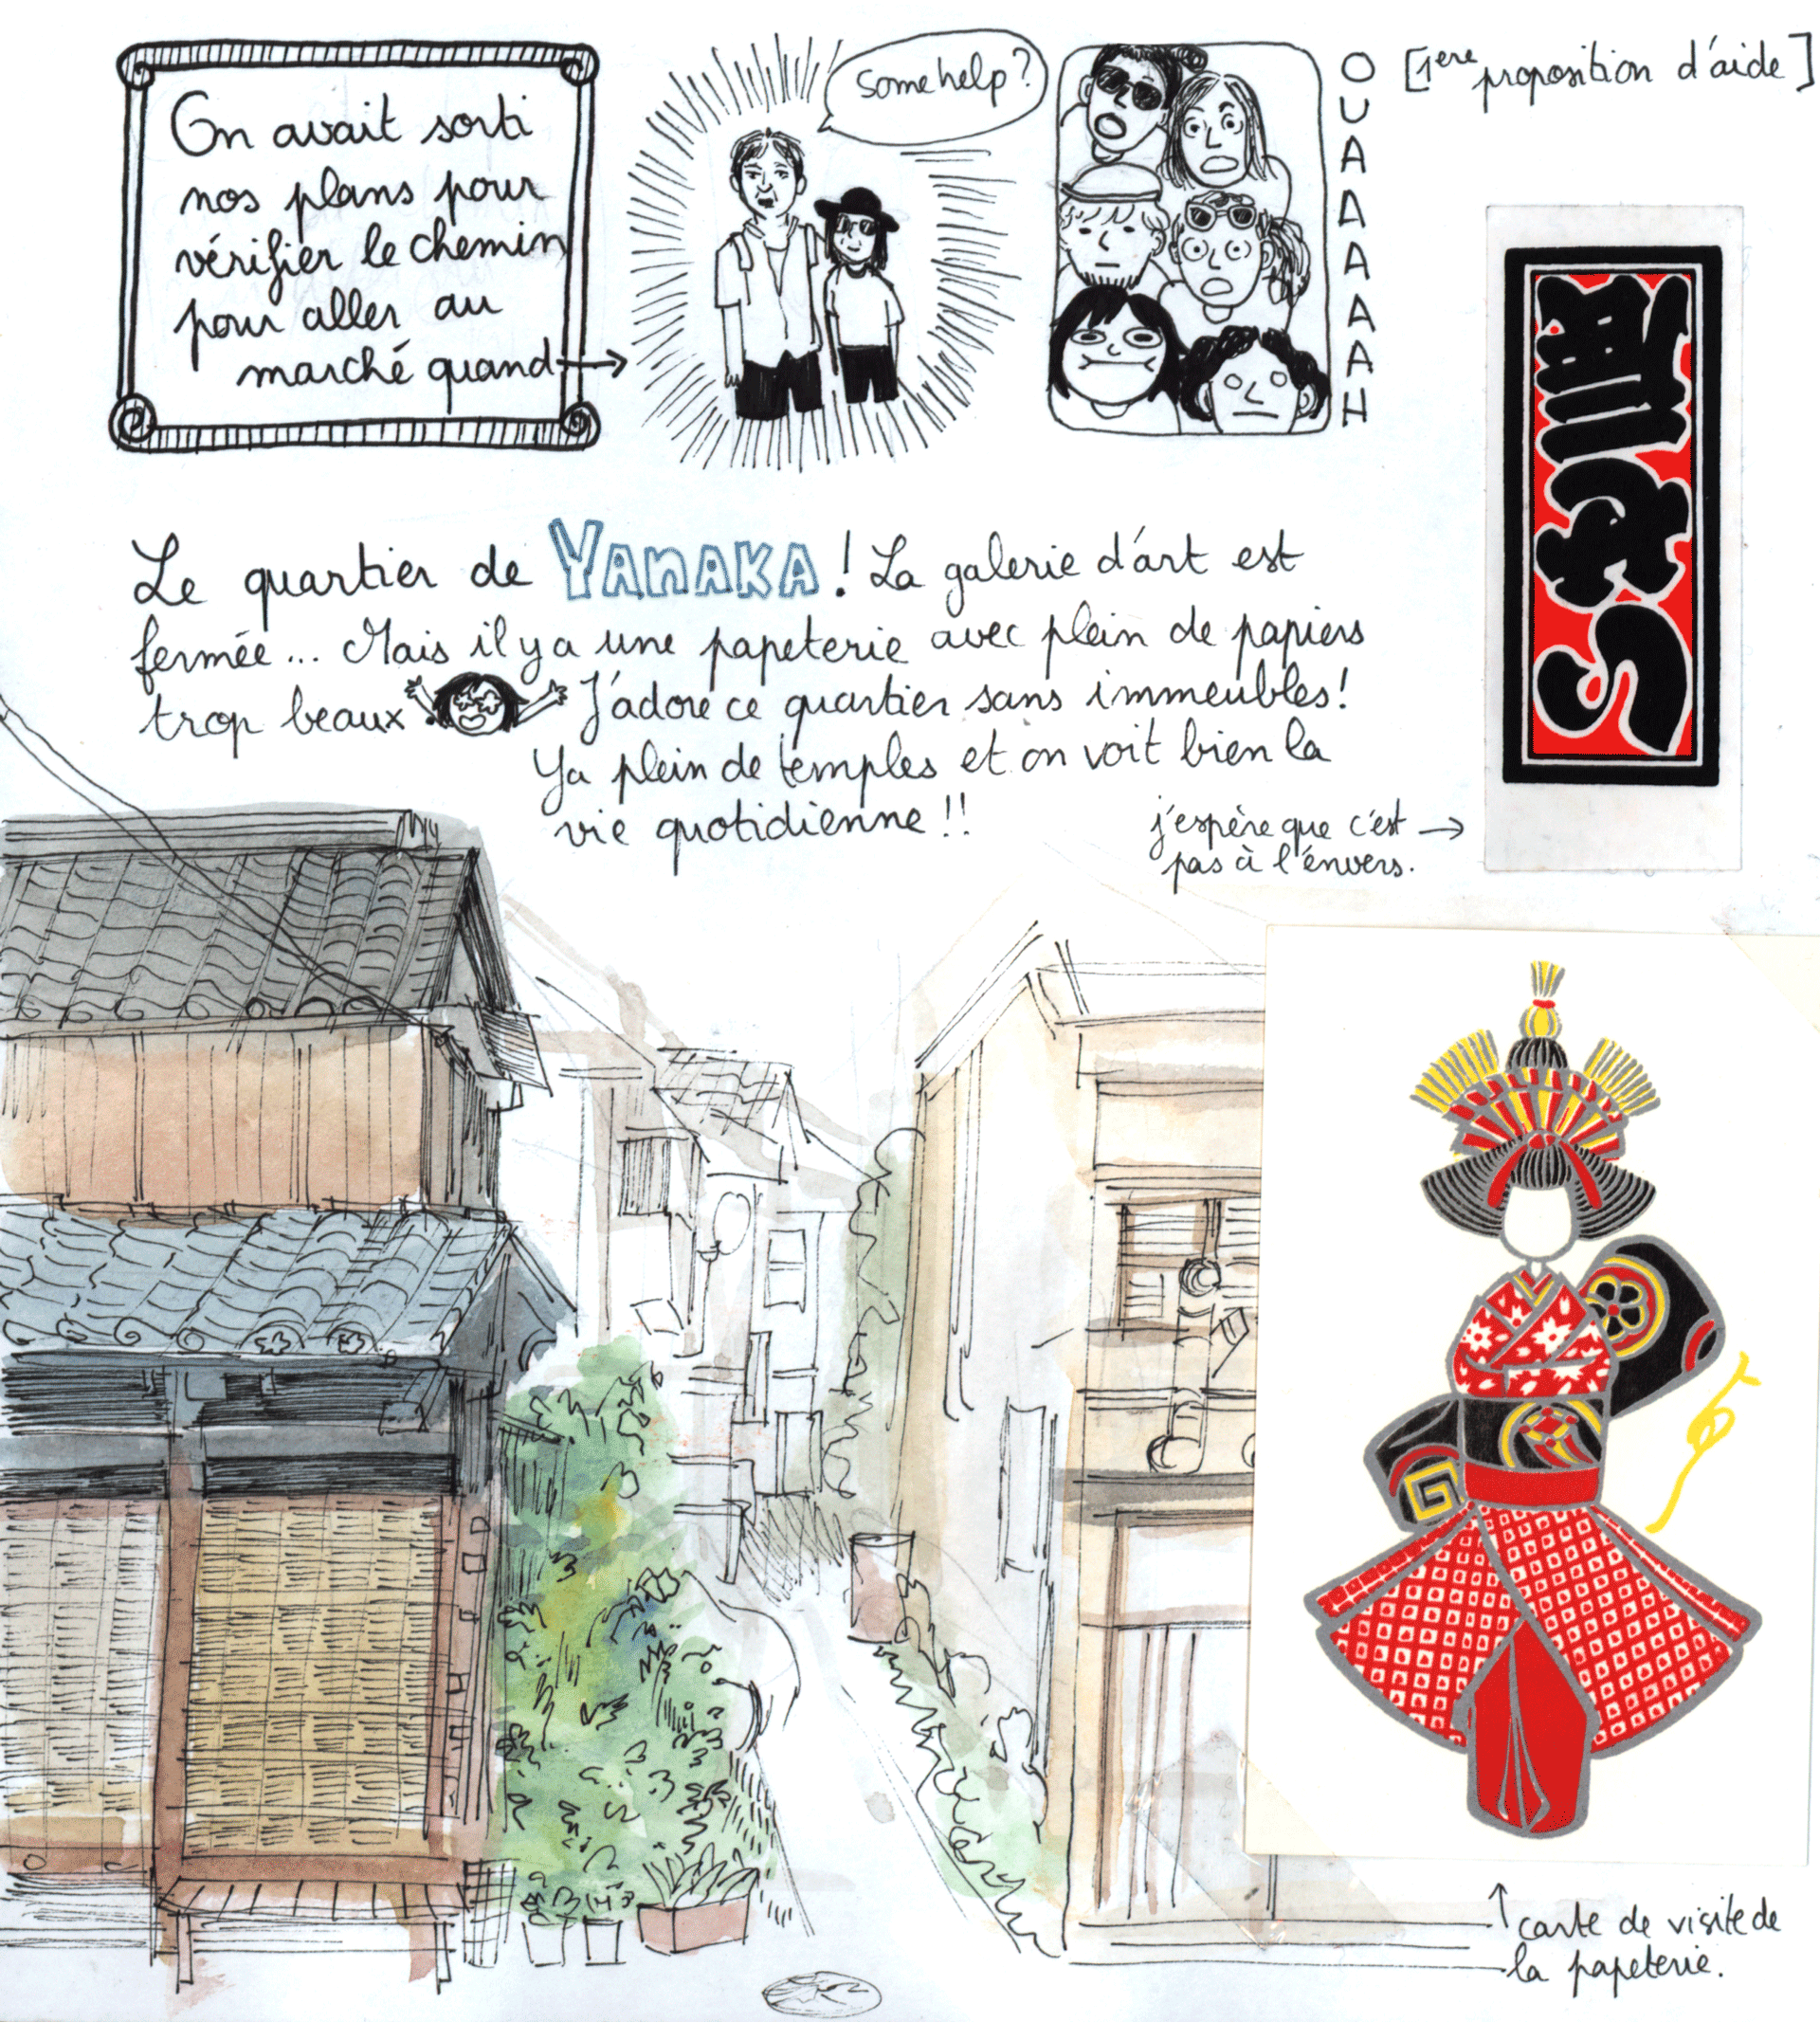 On avait sorti
nos plans pour
vérifier le chemin
pour aller au
marché quand
some help?
OUAAAAAAH
[1ere proposition d'aide]
Le quartier de YANAKA! La galerie d'art est
fermée... Mais il y a une papeterie avec plein de papiers
trop beaux J'adore ce quartier sans immeubles!
Ya plein de temples et on voit bien la
vie quotidienne!!
j'espère que c'est
pas à l'envers.
carte de visite de
la papeterie.